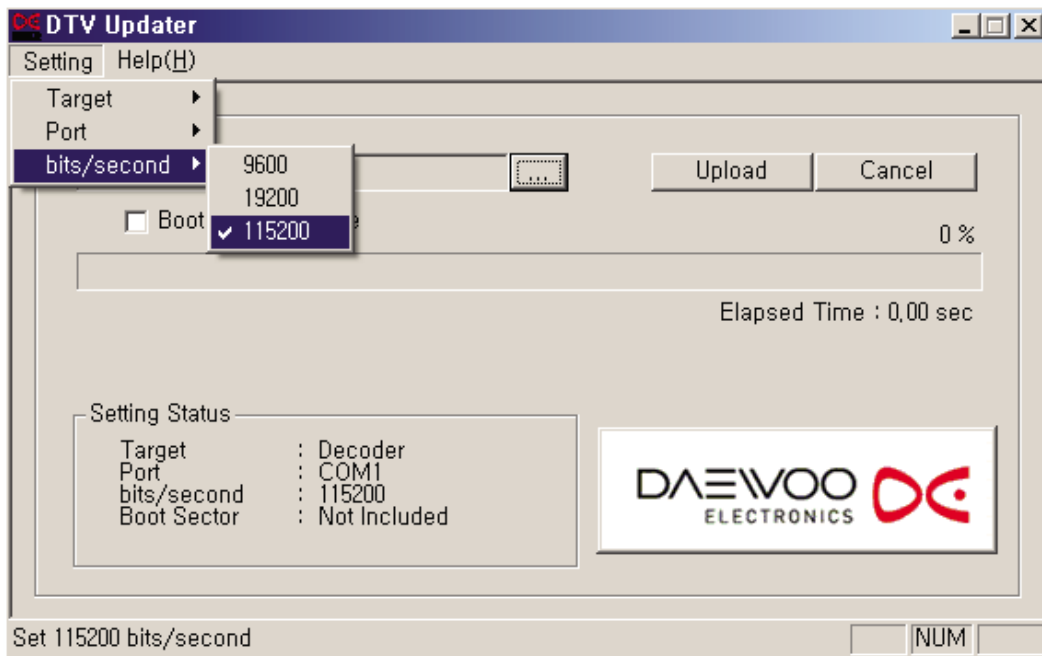 DTV Updater
Setting Help(H)
Target
Port
bits/second
9600
19200
115200
...
Upload Cancel
Boot
0 %
Elapsed Time : 0,00 sec
Setting Status
Target : Decoder
Port : COM1
bits/second : 115200
Boot Sector : Not Included
DAEWOO
ELECTRONICS
Set 115200 bits/second
NUM